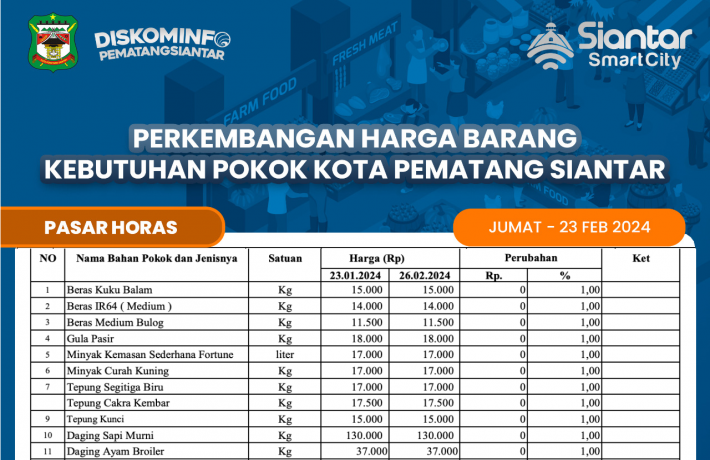 DISKOMINFO
PEMATANGSIANTAR
Siantar
SmartCity
FARM FOOD
FRESH MEAT
PERKEMBANGAN HARGA BARANG
KEBUTUHAN POKOK KOTA PEMATANG SIANTAR
PASAR HORAS
JUMAT - 23 FEB 2024
NO Nama Bahan Pokok dan Jenisnya Satuan Harga (Rp) Perubahan Ket
23.01.2024 26.02.2024 Rp. %
1 Beras Kuku Balam Kg 15.000 15.000 0 1,00
2 Beras IR64 ( Medium ) Kg 14.000 14.000 0 1,00
3 Beras Medium Bulog Kg 11.500 11.500 0 1,00
4 Gula Pasir Kg 18.000 18.000 0 1,00
5 Minyak Kemasan Sederhana Fortune liter 17.000 17.000 0 1,00
6 Minyak Curah Kuning Kg 17.000 17.000 0 1,00
7 Tepung Segitiga Biru Kg 17.000 17.000 0 1,00
Tepung Cakra Kembar Kg 17.500 17.500 0 1,00
9 Tepung Kunci Kg 15.000 15.000 0 1,00
10 Daging Sapi Murni Kg 130.000 130.000 0 1,00
11 Daging Ayam Broiler Kg 37.000 37.000 0 1,00